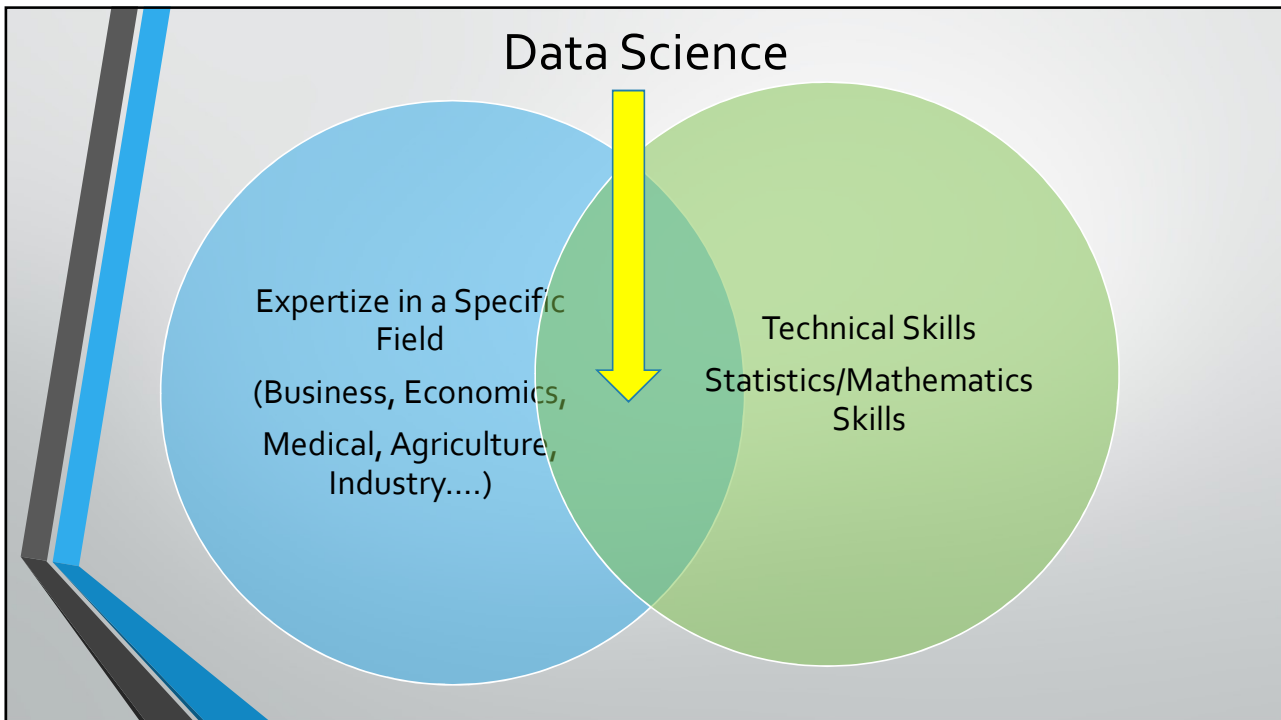 Data Science
Expertize in a Specific
Field
(Business, Economics,
Medical, Agriculture,
Industry....)
Technical Skills
Statistics/Mathematics
Skills